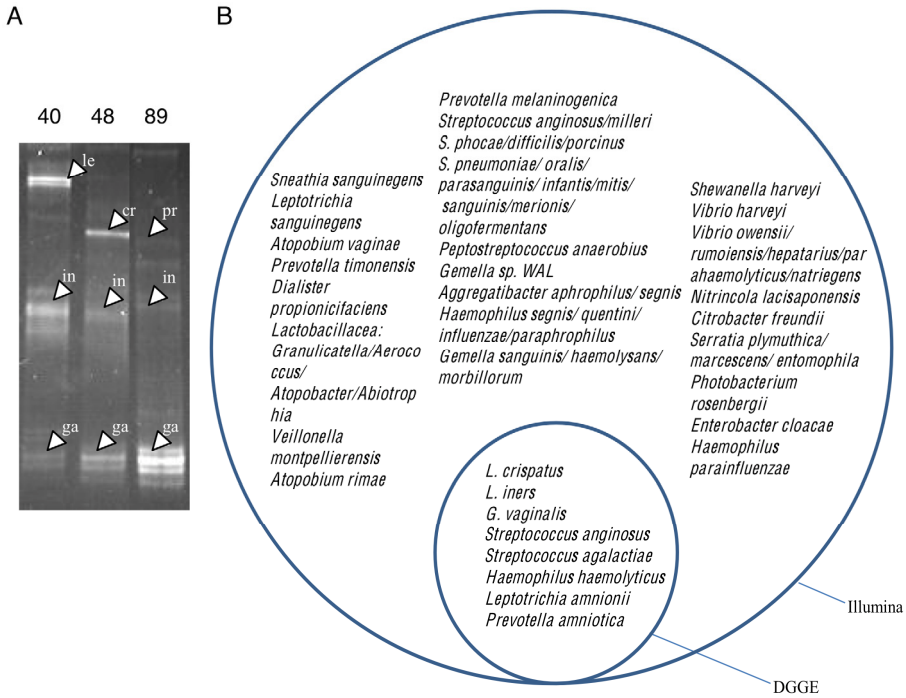 A
B
40 48 89
le
cr
pr
in
in
in
ga
ga
ga
Sneathia sanguinegens
Leptotrichia
sanguinegens
Atopobium vaginae
Prevotella timonensis
Dialister
propionicifaciens
Lactobacillacea:
Granulicatella/Aeroco
ccus/
Atopobacter/Abiotrop
hia
Veillonella
montpellierensis
Atopobium rimae
Prevotella melaninogenica
Streptococcus anginosus/milleri
S. phocae/difficilis/porcinus
S. pneumoniae/ oralis/
parasanguinis/ infantis/mitis/
sanguinis/merionis/
oligofermentans
Peptostreptococcus anaerobius
Gemella sp. WAL
Aggregatibacter aphrophilus/ segnis
Haemophilus segnis/ quentini/
influenzae/paraphrophilus
Gemella sanguinis/ haemolysans/
morbillorum
Shewanella harveyi
Vibrio harveyi
Vibrio owensii/
rumoiensis/hepatarius/par
ahaemolyticus/natriegens
Nitrincola lacisaponensis
Citrobacter freundii
Serratia plymuthica/
marcescens/ entomophila
Photobacterium
rosenbergii
Enterobacter cloacae
Haemophilus
parainfluenzae
L. crispatus
L. iners
G. vaginalis
Streptococcus anginosus
Streptococcus agalactiae
Haemophilus haemolyticus
Leptotrichia amnionii
Prevotella amniotica
Illumina
DGGE